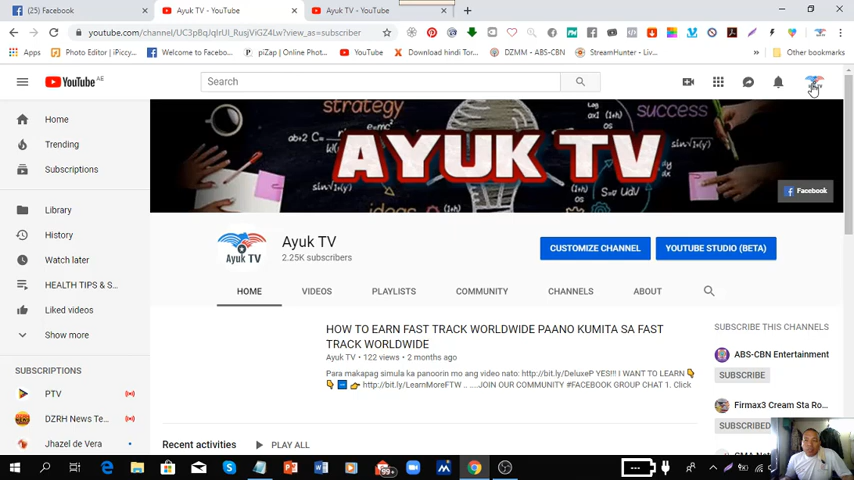 (25) Facebook
Ayuk TV - YouTube
Ayuk TV - YouTube
youtube.com/channel/UC3pBqJqIrUI_RusjViGZ4Lw?view_as=subscriber
Apps
Photo Editor | iPiccy...
Welcome to Facebo...
piZap | Online Phot...
YouTube
Download hindi Tor...
DZMM - ABS-CBN
StreamHunter - Liv...
Other bookmarks
YouTube AE
Search
Home
Trending
Subscriptions
Library
History
Watch later
HEALTH TIPS & S...
Liked videos
Show more
SUBSCRIPTIONS
PTV
DZRH News Te...
Jhazel de Vera
strategy
success
AYUK TV
ideas
Facebook
Ayuk TV
Ayuk TV
2.25K subscribers
CUSTOMIZE CHANNEL
YOUTUBE STUDIO (BETA)
HOME
VIDEOS
PLAYLISTS
COMMUNITY
CHANNELS
ABOUT
HOW TO EARN FAST TRACK WORLDWIDE PAANO KUMITA SA FAST
TRACK WORLDWIDE
Ayuk TV • 122 views • 2 months ago
Para makapag simula ka panoorin mo ang video nato: http://bit.ly/DeluxeP YES!!! I WANT TO LEARN
http://bit.ly/LearnMoreFTW .. ....JOIN OUR COMMUNITY #FACEBOOK GROUP CHAT 1. Click
Recent activities
PLAY ALL
SUBSCRIBE THIS CHANNELS
ABS-CBN Entertainment
SUBSCRIBE
Firmax3 Cream Sta Ro...
SUBSCRIBED
99+